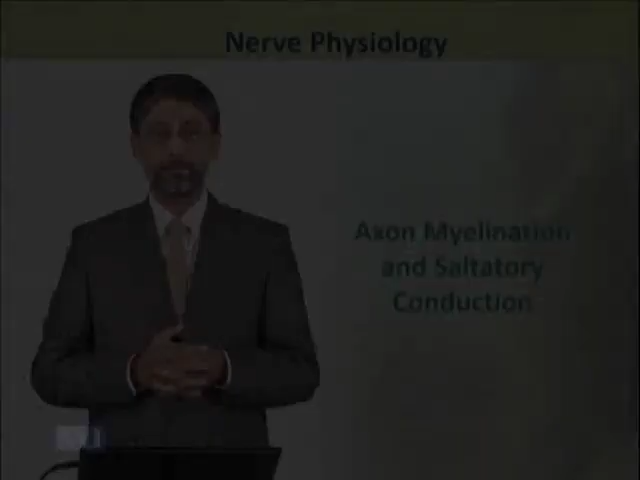 Nerve Physiology
Axon Myelination
and Saltatory
Conduction